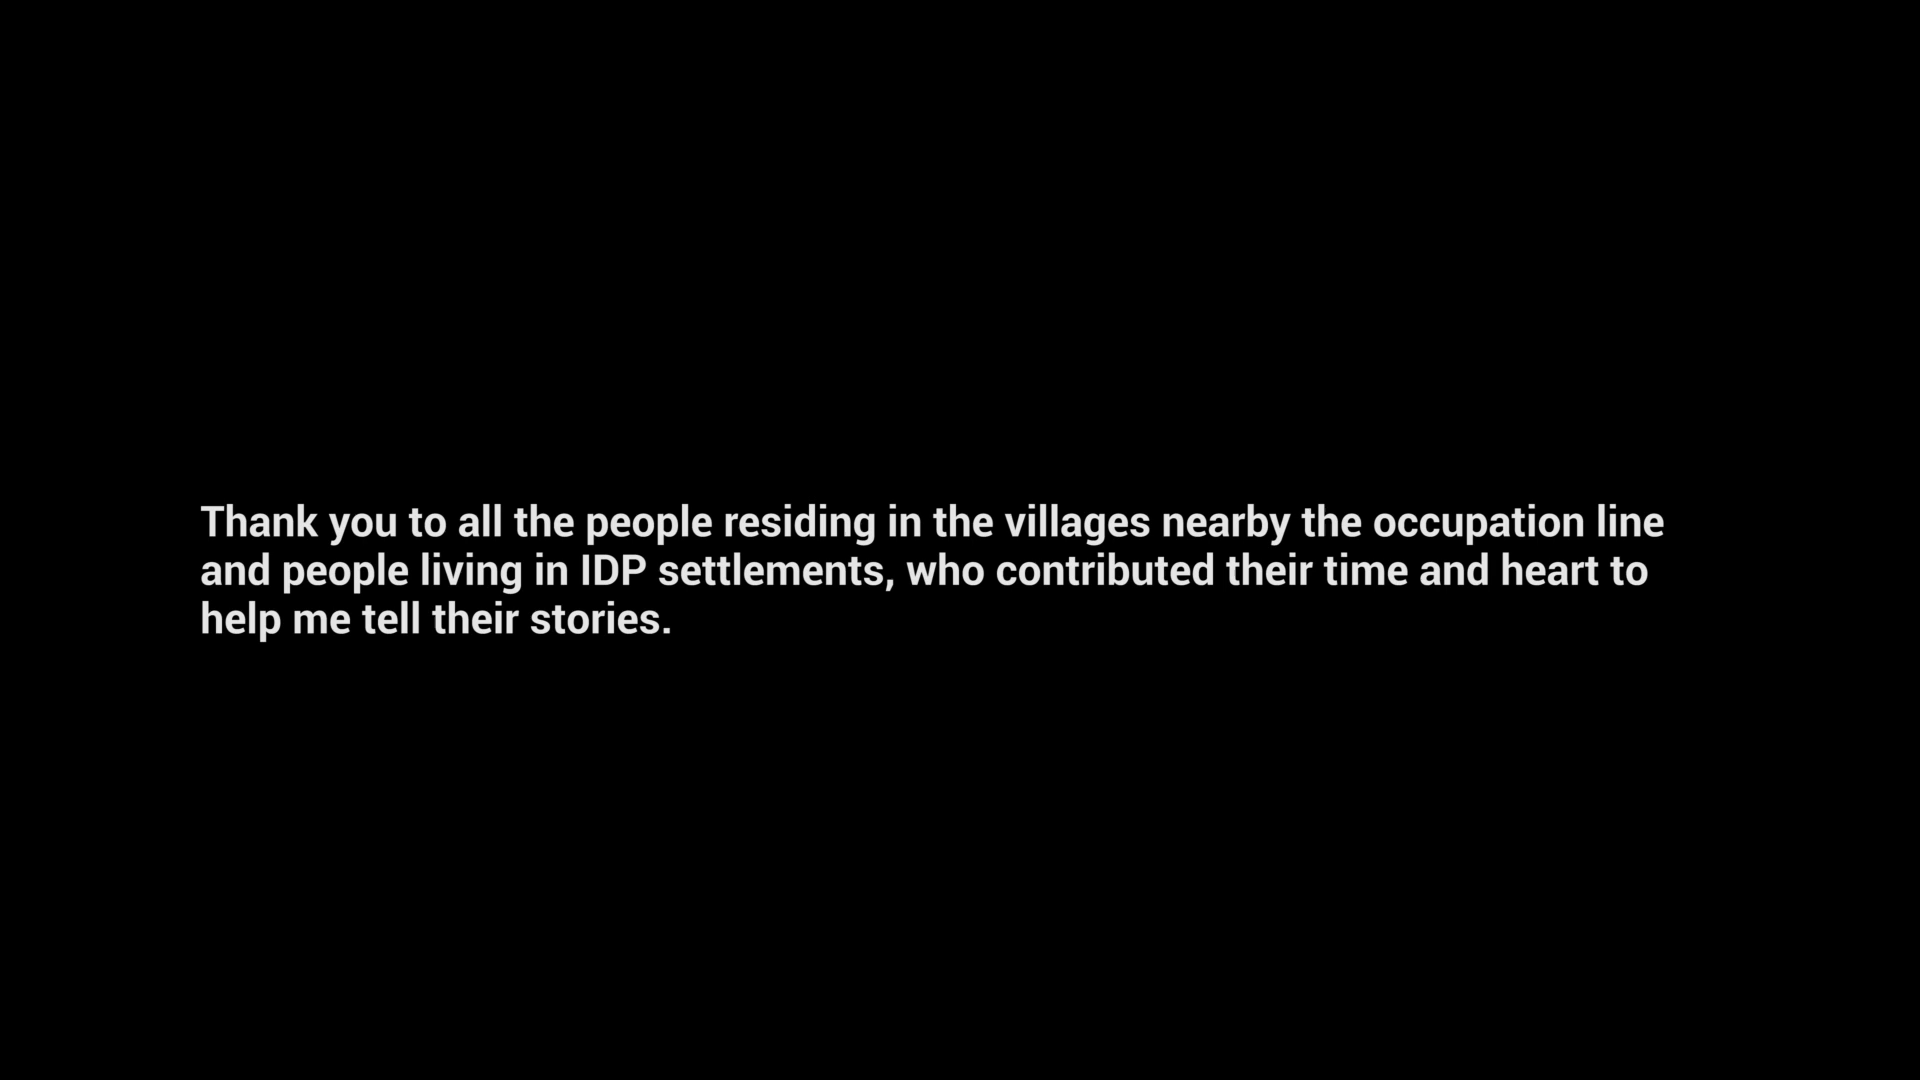 Thank you to all the people residing in the villages nearby the occupation line
and people living in IDP settlements, who contributed their time and heart to
help me tell their stories.